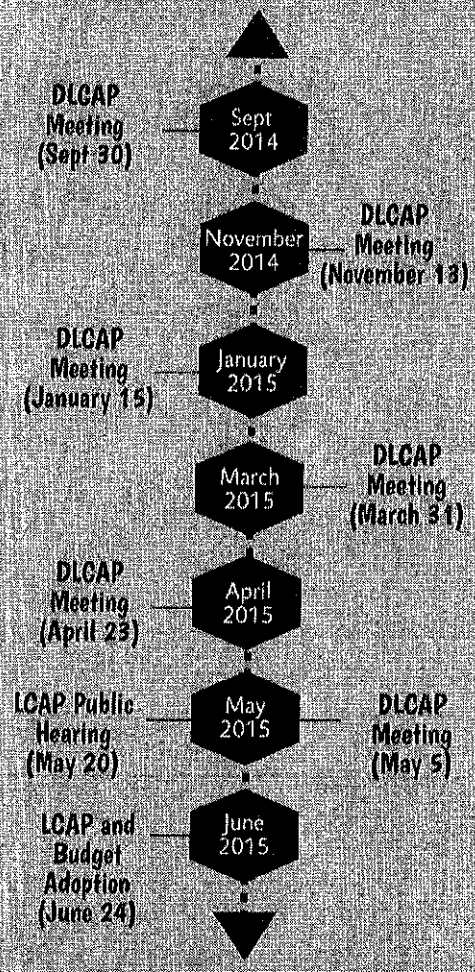 DLCAP
Meeting
(Sept 30)
Sept
2014
November
2014
DLCAP
Meeting
(November 13)
DLCAP
Meeting
(January 15)
January
2015
March
2015
DLCAP
Meeting
(March 31)
DLCAP
Meeting
(April 23)
April
2015
LCAP Public
Hearing
(May 20)
May
2015
DLCAP
Meeting
(May 5)
LCAP and
Budget
Adoption
(June 24)
June
2015